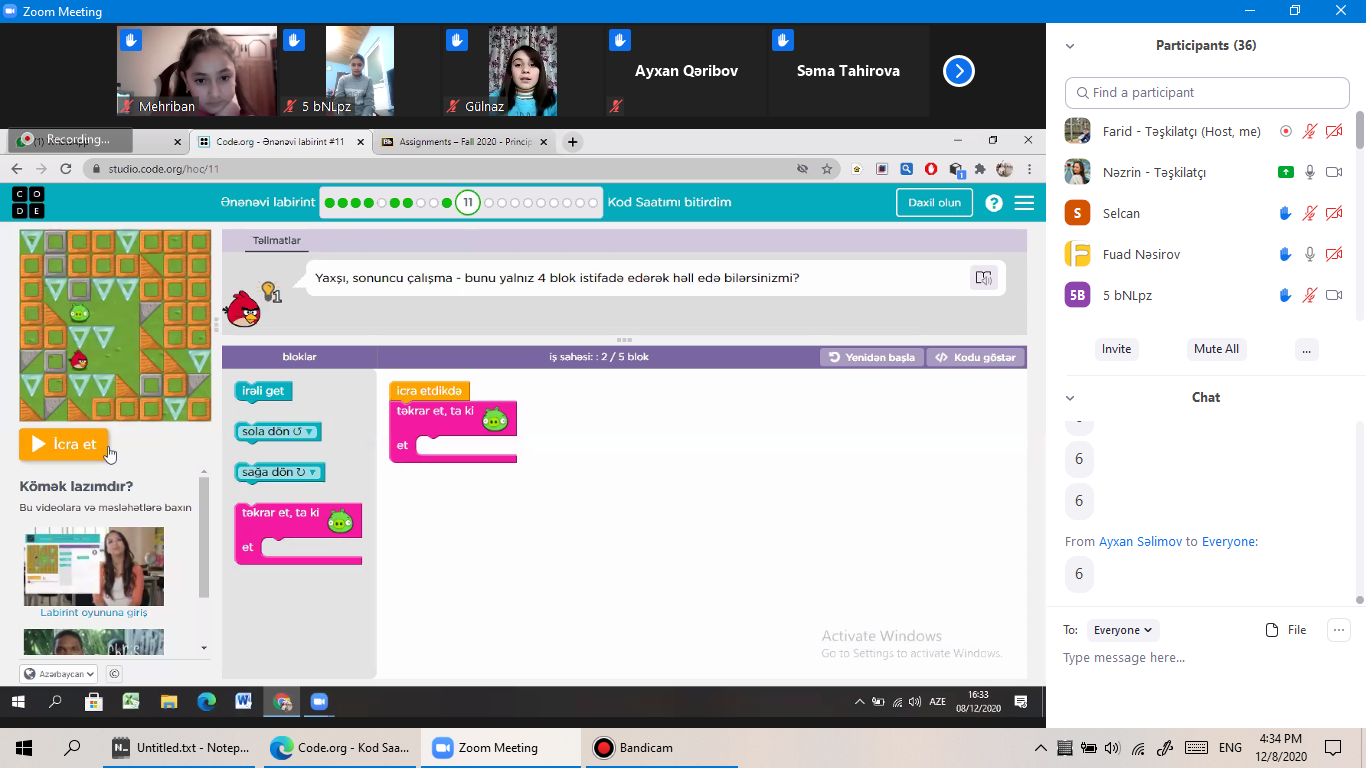 Zoom Meeting
Mehriban
5 bNLpz
Gülnaz
Ayxan Qəribov
Səma Tahirova
Recording...
Code.org - Ənənəvi labirint #11
Assignments – Fall 2020 - Princip
studio.code.org/hoc/11
C O
D E
Ənənəvi labirint
11
Kod Saatımı bitirdim
Daxil olun
Təlimatlar
1
Yaxşı, sonuncu çalışma - bunu yalnız 4 blok istifadə edərək həll edə bilərsinizmi?
bloklar
iş sahəsi: : 2 / 5 blok
Yenidən başla
Kodu göstər
irəli get
sola dön
sağa dön
təkrar et, ta ki
et
icra etdikdə
təkrar et, ta ki
et
İcra et
Kömək lazımdır?
Bu videolara və məsləhətlərə baxın
Labirint oyununa giriş
Azərbaycan
Activate Windows
Go to Settings to activate Windows.
AZE
16:33
08/12/2020
Participants (36)
Find a participant
Farid - Təşkilatçı (Host, me)
Nəzrin - Təşkilatçı
S Selcan
Fuad Nəsirov
5B 5 bNLpz
Invite
Mute All
...
Chat
6
6
From Ayxan Səlimov to Everyone:
6
To: Everyone
File
Type message here...
Untitled.txt - Notep...
Code.org - Kod Saa...
Zoom Meeting
Bandicam
ENG
4:34 PM
12/8/2020